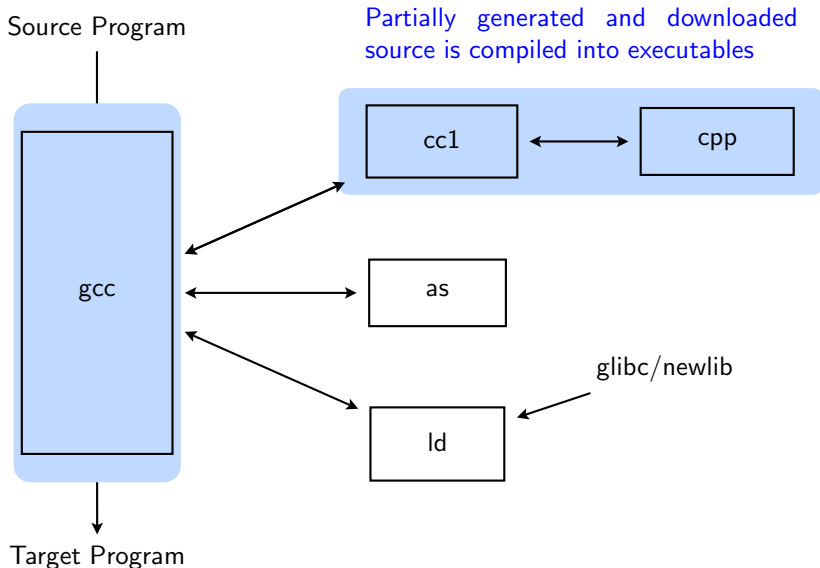 Source Program
Partially generated and downloaded
source is compiled into executables
cc1
cpp
gcc
as
glibc/newlib
ld
Target Program